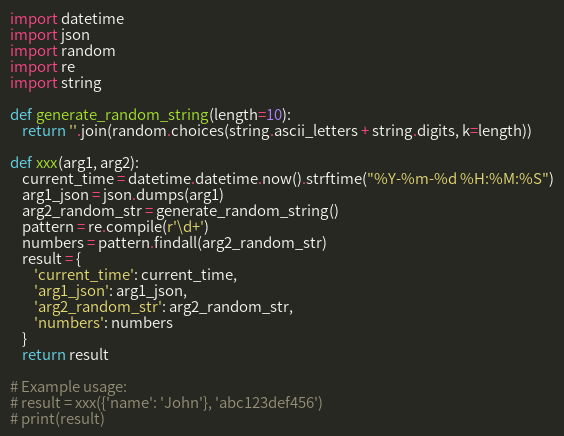 import datetime
import json
import random
import re
import string

def generate_random_string(length=10):
    return ''.join(random.choices(string.ascii_letters + string.digits, k=length))

def xxx(arg1, arg2):
    current_time = datetime.datetime.now().strftime("%Y-%m-%d %H:%M:%S")
    arg1_json = json.dumps(arg1)
    arg2_random_str = generate_random_string()
    pattern = re.compile(r'\d+')
    numbers = pattern.findall(arg2_random_str)
    result = {
        'current_time': current_time,
        'arg1_json': arg1_json,
        'arg2_random_str': arg2_random_str,
        'numbers': numbers
    }
    return result

# Example usage:
# result = xxx({'name': 'John'}, 'abc123def456')
# print(result)